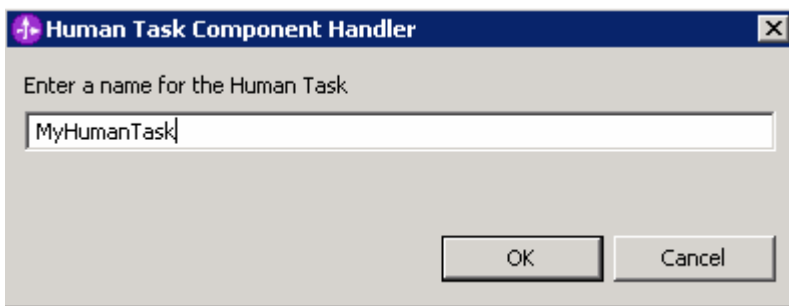 Human Task Component Handler
Enter a name for the Human Task
MyHumanTask
OK Cancel